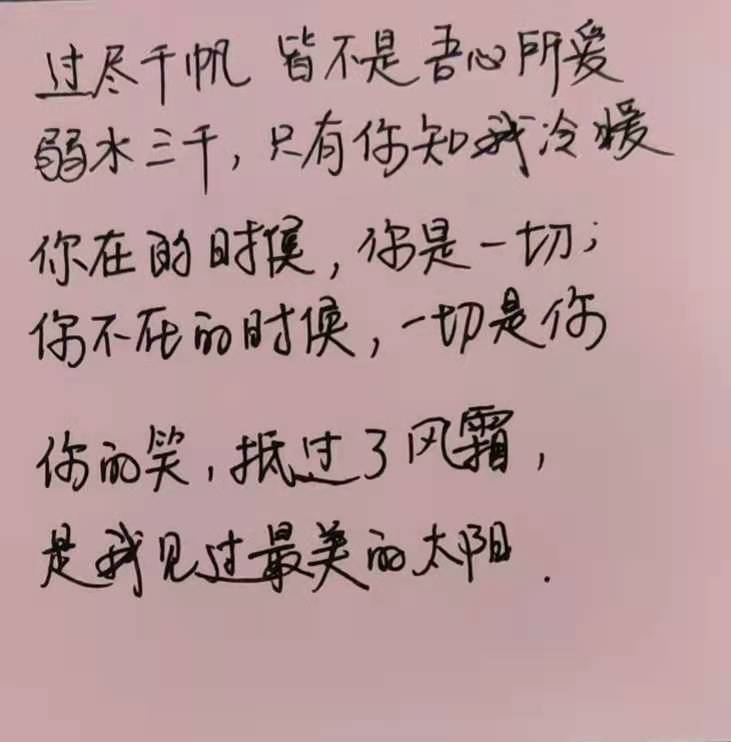 过尽千帆 皆不是吾心所爱
弱水三千，只有你知我冷暖
你在的时候，你是一切；
你不在的时候，一切是你
你的笑，抵过了风霜，
是我见过最美的太阳.